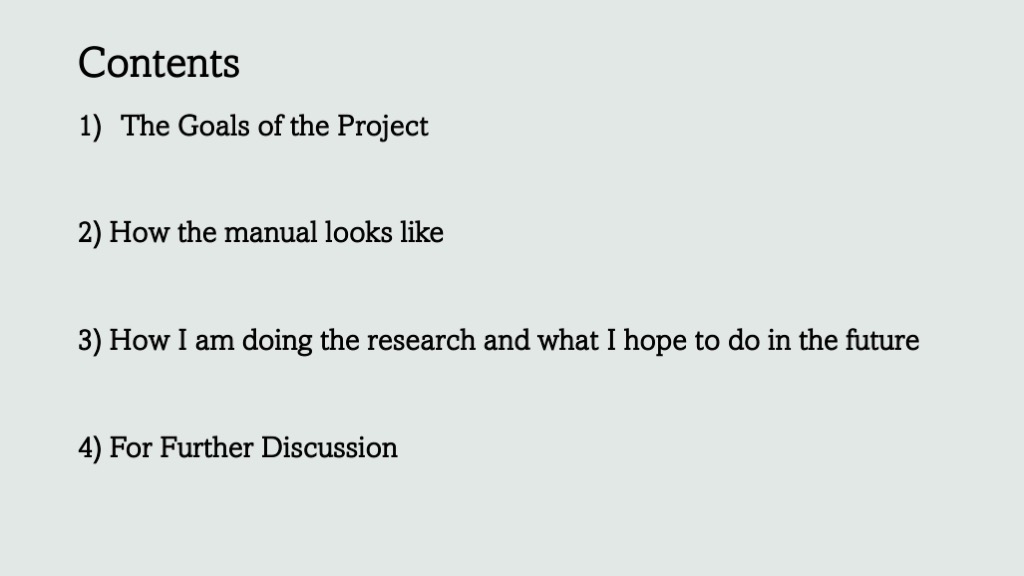 Contents
1) The Goals of the Project
2) How the manual looks like
3) How I am doing the research and what I hope to do in the future
4) For Further Discussion